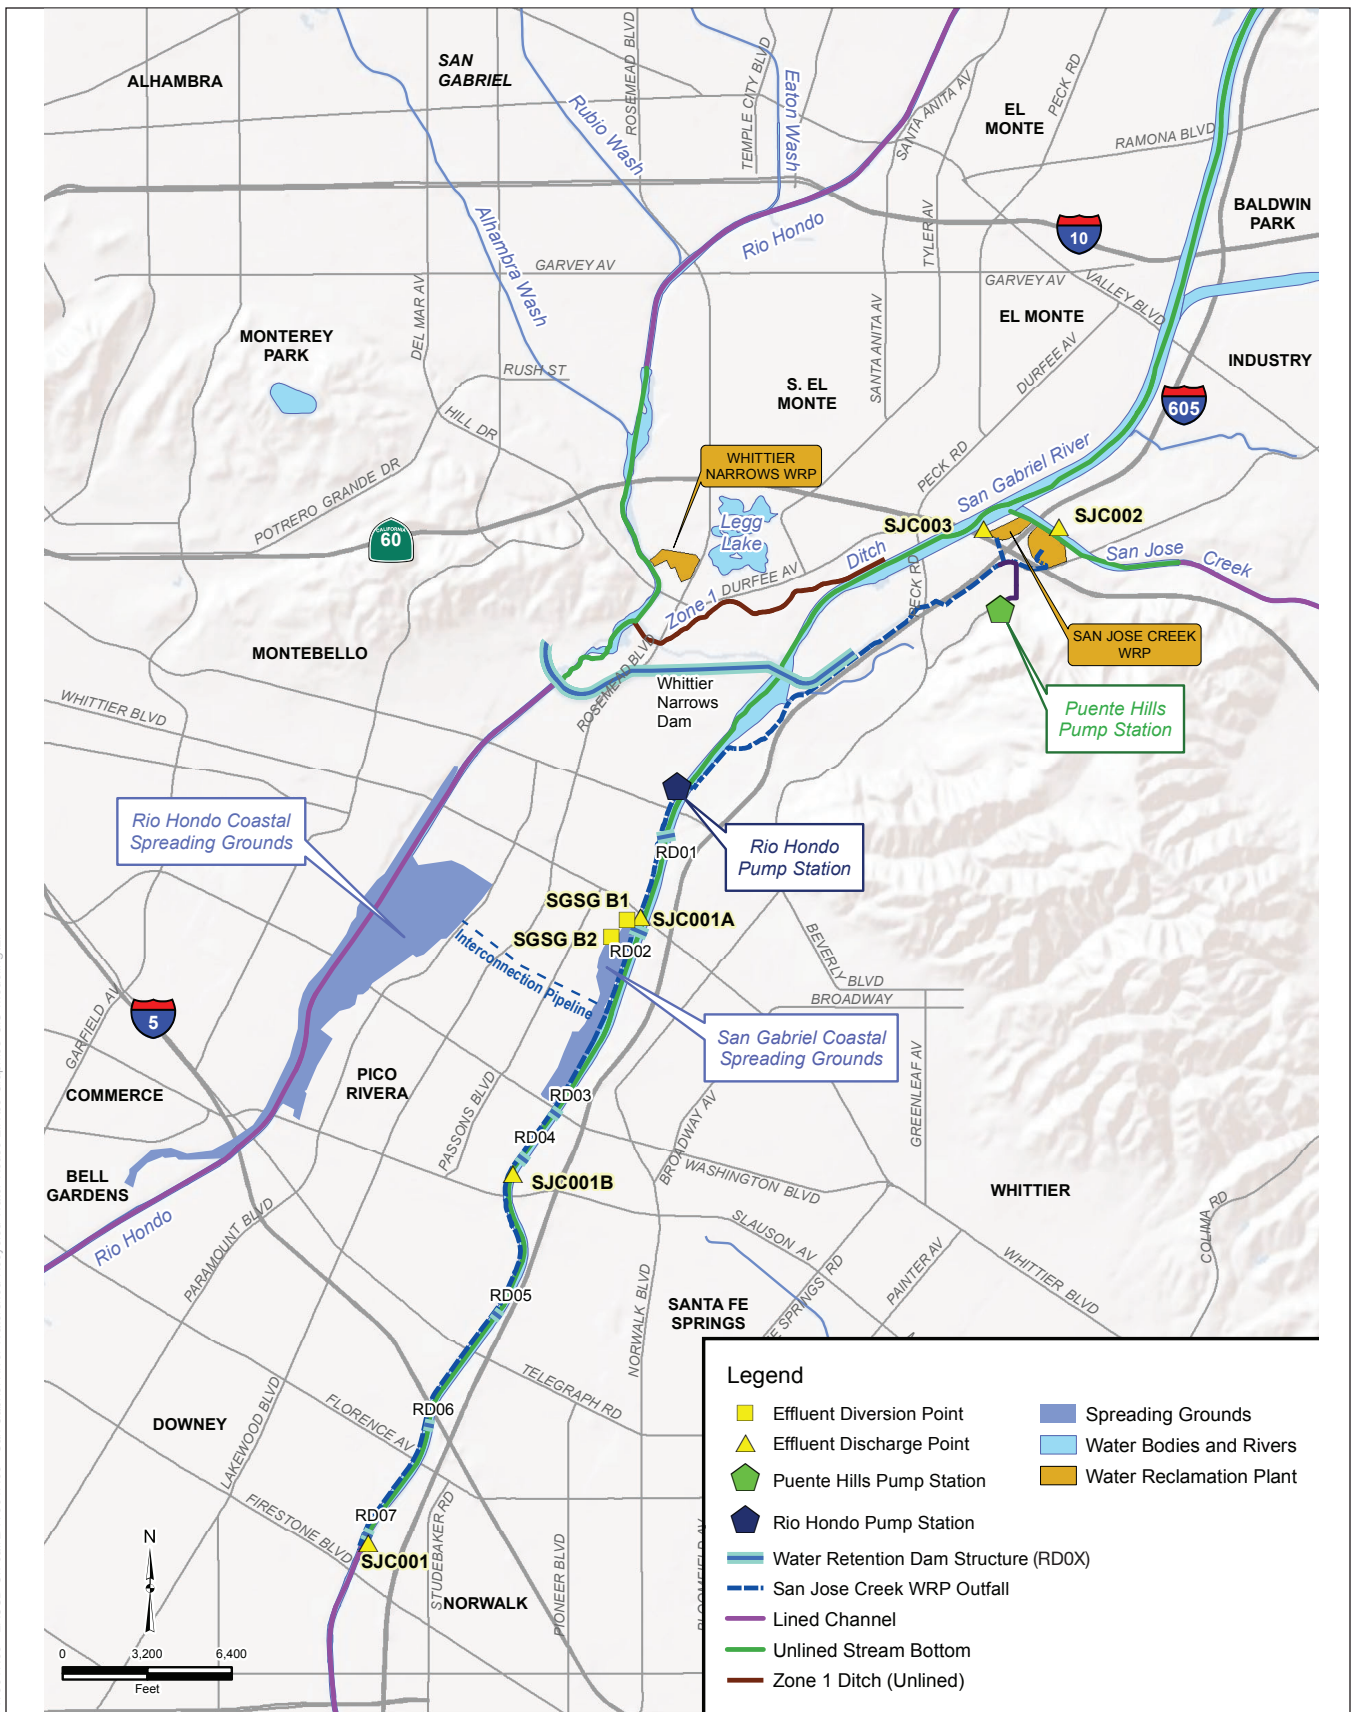 ALHAMBRA
SAN
GABRIEL
ROSEMEAD BLVD
TEMPLE CITY BLVD
Rubio Wash
Eaton Wash
SANTA ANITA AV
PECK RD
EL
MONTE
RAMONA BLVD
BALDWIN
PARK
10
Alhambra Wash
Rio Hondo
TYLER AV
GARVEY AV
GARVEY AV
VALLEY BLVD
DEL MAR AV
MONTEREY
PARK
EL MONTE
INDUSTRY
RUSH ST
SANTA ANITA AV
DURFEE AV
S. EL
MONTE
605
HILL DR
WHITTIER
NARROWS WRP
PECK RD
San Gabriel River
POTRERO GRANDE DR
CALIFORNIA
60
Legg
Lake
SJC003
SJC002
Ditch
San Jose
Creek
DURFEE AV
Zone 1
PECK RD
SAN JOSE CREEK
WRP
MONTEBELLO
ROSEMEAD BLVD
Whittier
Narrows
Dam
WHITTIER BLVD
Puente Hills
Pump Station
Rio Hondo Coastal
Spreading Grounds
RD01
Rio Hondo
Pump Station
SGSG B1
SJC001A
SGSG B2
RD02
Interconnection Pipeline
BEVERLY BLVD
BROADWAY
GARFIELD AV
5
San Gabriel Coastal
Spreading Grounds
COMMERCE
PICO
RIVERA
PASSONS BLVD
RD03
GREENLEAF AV
RD04
BROADWAY AV
WASHINGTON BLVD
BELL
GARDENS
SJC001B
WHITTIER
Rio Hondo
PARAMOUNT BLVD
SLAUSON AV
COLIMA RD
PAINTER AV
WHITTIER BLVD
RD05
NORWALK BLVD
SANTA FE
SPRINGS
FE SPRINGS RD
TELEGRAPH RD
LAKEWOOD BLVD
FLORENCE AV
RD06
DOWNEY
FIRESTONE BLVD
RD07
STUDEBAKER RD
SJC001
NORWALK
PIONEER BLVD
BLOOMFIELD AV
N
0 3,200 6,400
Feet
Legend
Effluent Diversion Point
Effluent Discharge Point
Puente Hills Pump Station
Rio Hondo Pump Station
Water Retention Dam Structure (RD0X)
San Jose Creek WRP Outfall
Lined Channel
Unlined Stream Bottom
Zone 1 Ditch (Unlined)
Spreading Grounds
Water Bodies and Rivers
Water Reclamation Plant